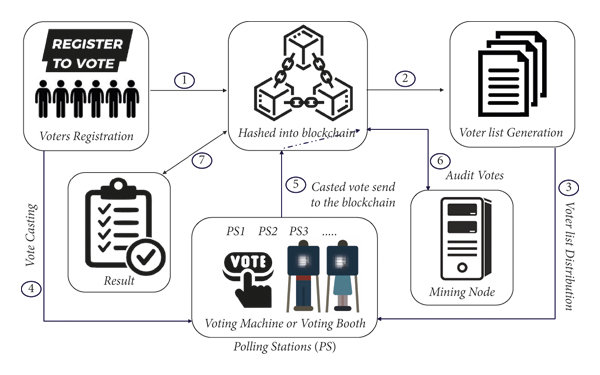 REGISTER
TO VOTE
Voters Registration
1
Hashed into blockchain
2
Voter list Generation
7
6
Audit Votes
3
Voter list Distribution
5
Casted vote send
to the blockchain
Result
Mining Node
Vote Casting
4
PS1 PS2 PS3 .....
VOTE
Voting Machine or Voting Booth
Polling Stations (PS)